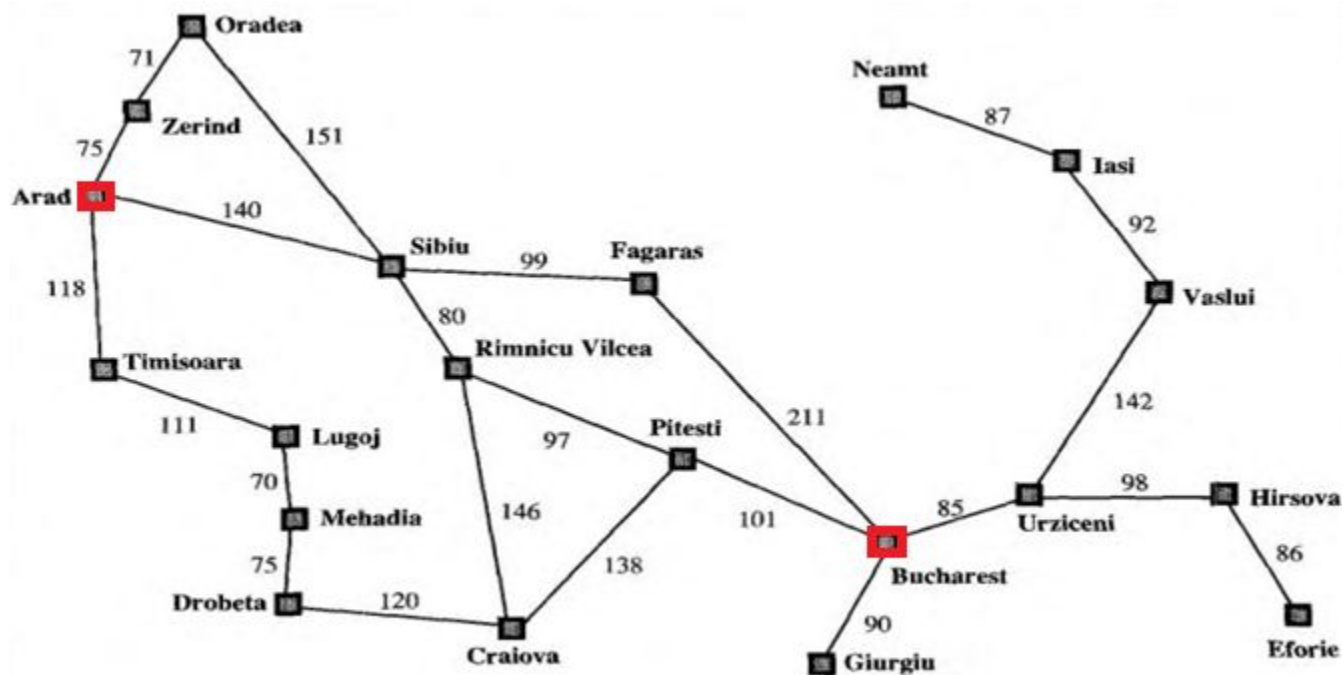 Oradea
71
Neamt
87
Zerind
151
75
Iasi
Arad
140
92
Sibiu
Fagaras
99
118
Vaslui
80
Timisoara
Rimnicu Vilcea
142
111
Lugoj
Pitesti
211
97
70
98
Hirsova
Mehadia
146
101
85
Urziceni
86
75
138
Bucharest
Drobeta
120
90
Craiova
Giurgiu
Eforie